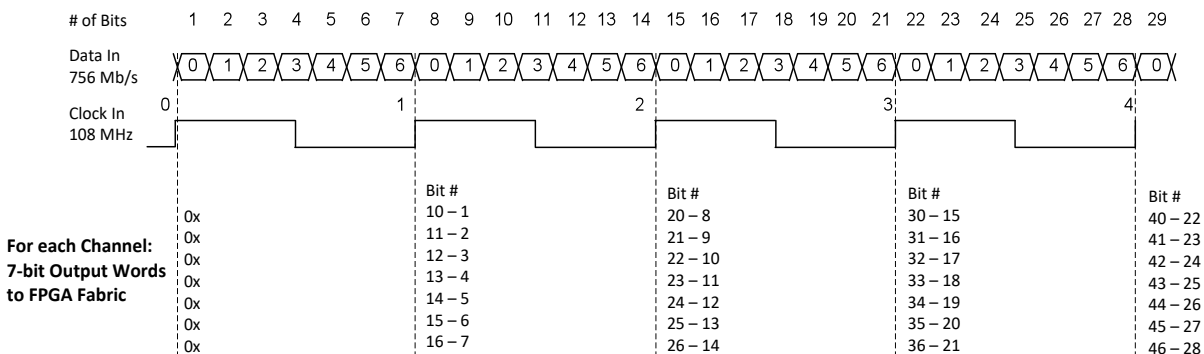 # of Bits 1 2 3 4 5 6 7 8 9 10 11 12 13 14 15 16 17 18 19 20 21 22 23 24 25 26 27 28 29
Data In
756 Mb/s
0 1 2 3 4 5 6 0 1 2 3 4 5 6 0 1 2 3 4 5 6 0 1 2 3 4 5 6 0
Clock In
108 MHz
0 1 2 3 4
For each Channel:
7-bit Output Words
to FPGA Fabric
0x
0x
0x
0x
0x
0x
0x
Bit #
10 – 1
11 – 2
12 – 3
13 – 4
14 – 5
15 – 6
16 – 7
Bit #
20 – 8
21 – 9
22 – 10
23 – 11
24 – 12
25 – 13
26 – 14
Bit #
30 – 15
31 – 16
32 – 17
33 – 18
34 – 19
35 – 20
36 – 21
Bit #
40 – 22
41 – 23
42 – 24
43 – 25
44 – 26
45 – 27
46 – 28